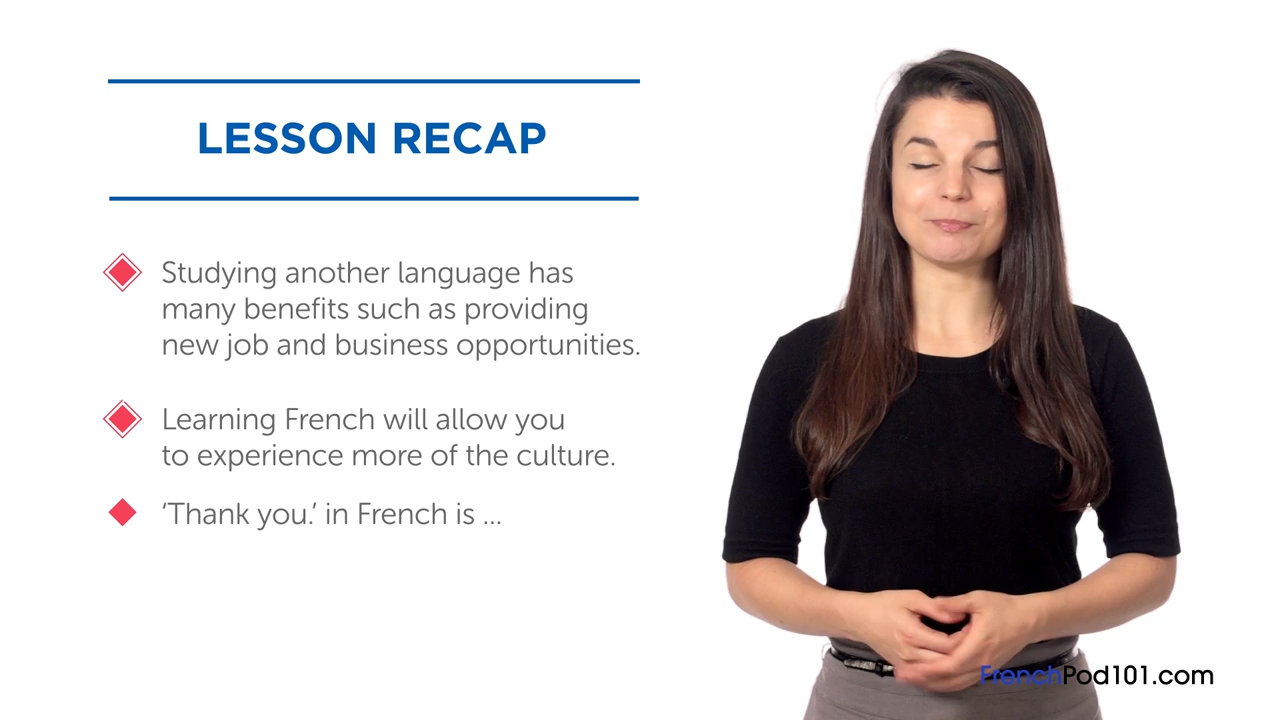 LESSON RECAP
Studying another language has
many benefits such as providing
new job and business opportunities.
Learning French will allow you
to experience more of the culture.
‘Thank you.’ in French is ...
FrenchPod101.com